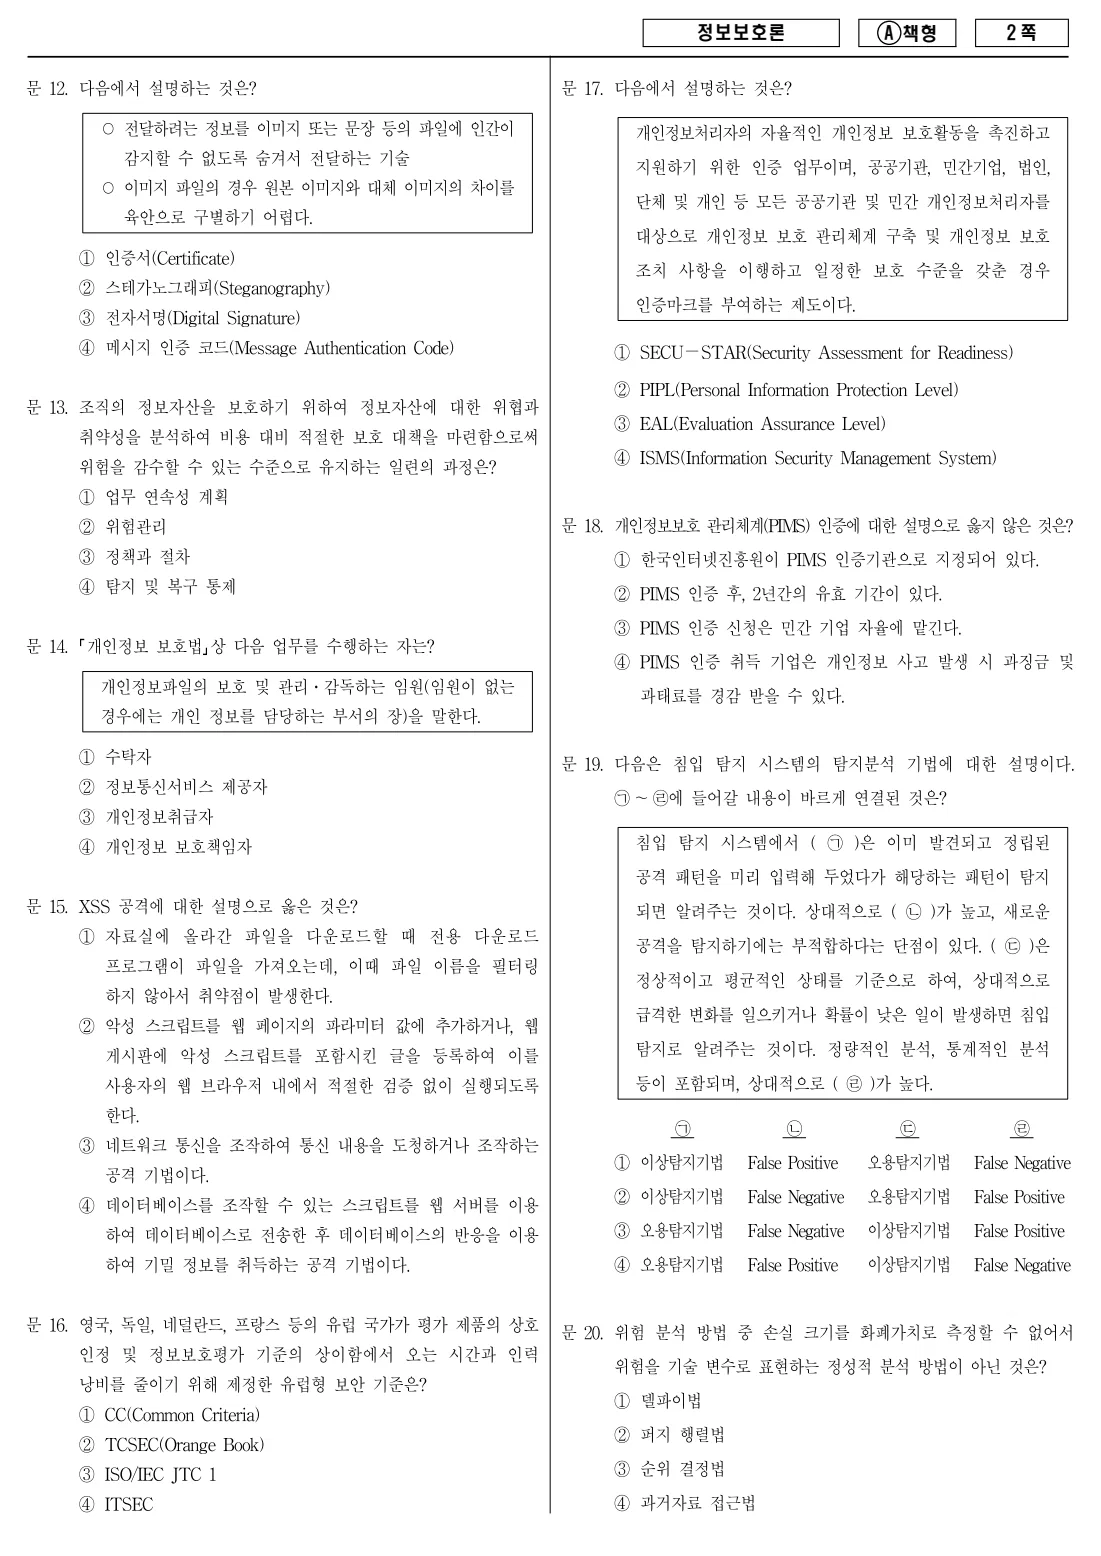 정보보호론
Ⓐ책형
2쪽
문 12. 다음에서 설명하는 것은?
○ 전달하려는 정보를 이미지 또는 문장 등의 파일에 인간이
감지할 수 없도록 숨겨서 전달하는 기술
○ 이미지 파일의 경우 원본 이미지와 대체 이미지의 차이를
육안으로 구별하기 어렵다.
① 인증서(Certificate)
② 스테가노그래피(Steganography)
③ 전자서명(Digital Signature)
④ 메시지 인증 코드(Message Authentication Code)
문 13. 조직의 정보자산을 보호하기 위하여 정보자산에 대한 위협과
취약성을 분석하여 비용 대비 적절한 보호 대책을 마련함으로써
위험을 감수할 수 있는 수준으로 유지하는 일련의 과정은?
① 업무 연속성 계획
② 위험관리
③ 정책과 절차
④ 탐지 및 복구 통제
문 14. 「개인정보 보호법」상 다음 업무를 수행하는 자는?
개인정보파일의 보호 및 관리・감독하는 임원(임원이 없는
경우에는 개인 정보를 담당하는 부서의 장)을 말한다.
① 수탁자
② 정보통신서비스 제공자
③ 개인정보취급자
④ 개인정보 보호책임자
문 15. XSS 공격에 대한 설명으로 옳은 것은?
① 자료실에 올라간 파일을 다운로드할 때 전용 다운로드
프로그램이 파일을 가져오는데, 이때 파일 이름을 필터링
하지 않아서 취약점이 발생한다.
② 악성 스크립트를 웹 페이지의 파라미터 값에 추가하거나, 웹
게시판에 악성 스크립트를 포함시킨 글을 등록하여 이를
사용자의 웹 브라우저 내에서 적절한 검증 없이 실행되도록
한다.
③ 네트워크 통신을 조작하여 통신 내용을 도청하거나 조작하는
공격 기법이다.
④ 데이터베이스를 조작할 수 있는 스크립트를 웹 서버를 이용
하여 데이터베이스로 전송한 후 데이터베이스의 반응을 이용
하여 기밀 정보를 취득하는 공격 기법이다.
문 16. 영국, 독일, 네덜란드, 프랑스 등의 유럽 국가가 평가 제품의 상호
인정 및 정보보호평가 기준의 상이함에서 오는 시간과 인력
낭비를 줄이기 위해 제정한 유럽형 보안 기준은?
① CC(Common Criteria)
② TCSEC(Orange Book)
③ ISO/IEC JTC 1
④ ITSEC
문 17. 다음에서 설명하는 것은?
개인정보처리자의 자율적인 개인정보 보호활동을 촉진하고
지원하기 위한 인증 업무이며, 공공기관, 민간기업, 법인,
단체 및 개인 등 모든 공공기관 및 민간 개인정보처리자를
대상으로 개인정보 보호 관리체계 구축 및 개인정보 보호
조치 사항을 이행하고 일정한 보호 수준을 갖춘 경우
인증마크를 부여하는 제도이다.
① SECU－STAR(Security Assessment for Readiness)
② PIPL(Personal Information Protection Level)
③ EAL(Evaluation Assurance Level)
④ ISMS(Information Security Management System)
문 18. 개인정보보호 관리체계(PIMS) 인증에 대한 설명으로 옳지 않은 것은?
① 한국인터넷진흥원이 PIMS 인증기관으로 지정되어 있다.
② PIMS 인증 후, 2년간의 유효 기간이 있다.
③ PIMS 인증 신청은 민간 기업 자율에 맡긴다.
④ PIMS 인증 취득 기업은 개인정보 사고 발생 시 과징금 및
과태료를 경감 받을 수 있다.
문 19. 다음은 침입 탐지 시스템의 탐지분석 기법에 대한 설명이다.
㉠ ~ ㉣에 들어갈 내용이 바르게 연결된 것은?
침입 탐지 시스템에서 ( ㉠ )은 이미 발견되고 정립된
공격 패턴을 미리 입력해 두었다가 해당하는 패턴이 탐지
되면 알려주는 것이다. 상대적으로 ( ㉡ )가 높고, 새로운
공격을 탐지하기에는 부적합하다는 단점이 있다. ( ㉢ )은
정상적이고 평균적인 상태를 기준으로 하여, 상대적으로
급격한 변화를 일으키거나 확률이 낮은 일이 발생하면 침입
탐지로 알려주는 것이다. 정량적인 분석, 통계적인 분석
등이 포함되며, 상대적으로 ( ㉣ )가 높다.
㉠ ㉡ ㉢ ㉣
① 이상탐지기법 False Positive 오용탐지기법 False Negative
② 이상탐지기법 False Negative 오용탐지기법 False Positive
③ 오용탐지기법 False Negative 이상탐지기법 False Positive
④ 오용탐지기법 False Positive 이상탐지기법 False Negative
문 20. 위험 분석 방법 중 손실 크기를 화폐가치로 측정할 수 없어서
위험을 기술 변수로 표현하는 정성적 분석 방법이 아닌 것은?
① 델파이법
② 퍼지 행렬법
③ 순위 결정법
④ 과거자료 접근법